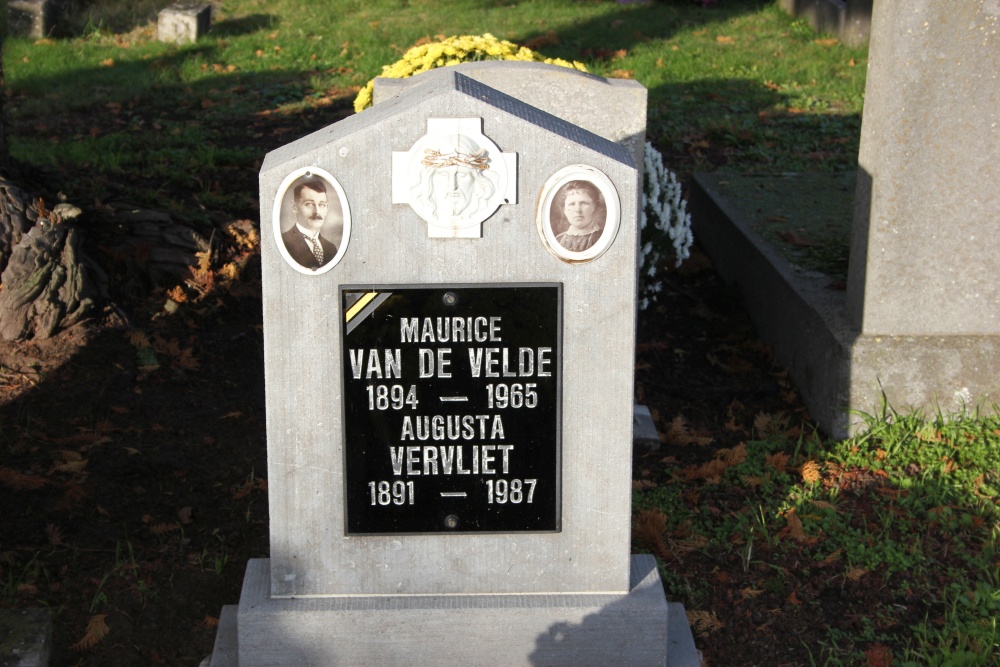 MAURICE
VAN DE VELDE
1894 — 1965
AUGUSTA
VERVLIET
1891 — 1987